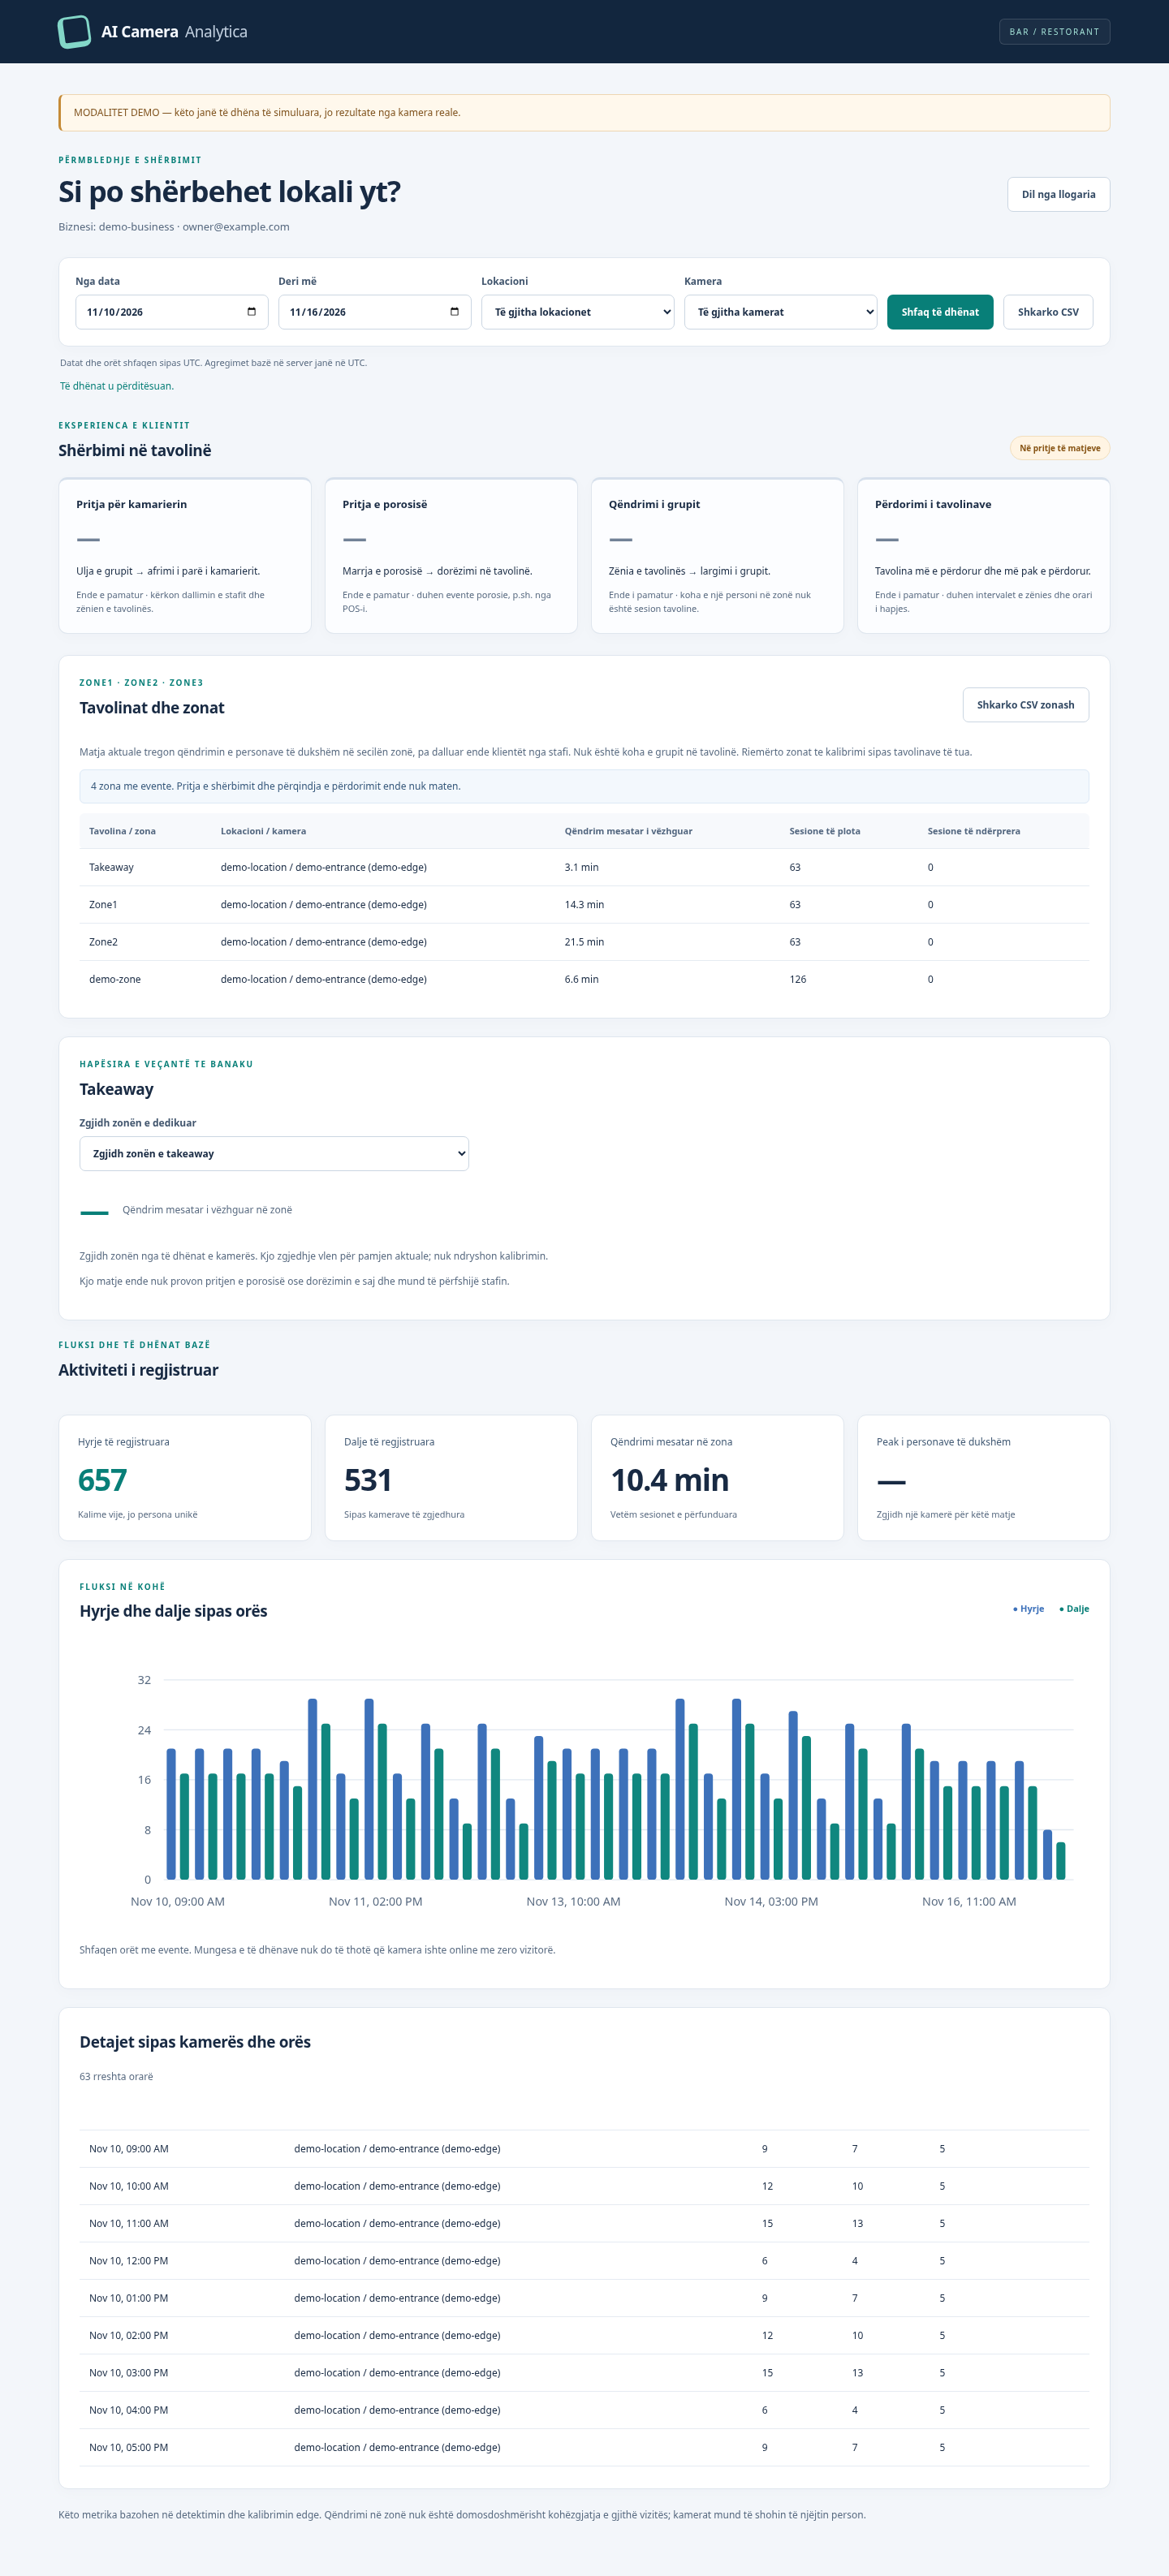 AI Camera Analytica
BAR / RESTORANT
MODALITET DEMO — këto janë të dhëna të simuluara, jo rezultate nga kamera reale.
PËRMBLEDHJE E SHËRBIMIT
Si po shërbehet lokali yt?
Dil nga llogaria
Biznesi: demo-business · owner@example.com
Nga data
Deri më
Lokacioni
Kamera
11/10/2026
11/16/2026
Të gjitha lokacionet
Të gjitha kamerat
Shfaq të dhënat
Shkarko CSV
Datat dhe orët shfaqen sipas UTC. Agregimet bazë në server janë në UTC.
Të dhënat u përditësuan.
EKSPERIENCA E KLIENTIT
Shërbimi në tavolinë
Në pritje të matjeve
Pritja për kamarierin
—
Ulja e grupit → afrimi i parë i kamarierit.
Ende e pamatur · kërkon dallimin e stafit dhe
zënien e tavolinës.
Pritja e porosisë
—
Marrja e porosisë → dorëzimi në tavolinë.
Ende e pamatur · duhen evente porosie, p.sh. nga
POS-i.
Qëndrimi i grupit
—
Zënia e tavolinës → largimi i grupit.
Ende i pamatur · koha e një personi në zonë nuk
është sesion tavoline.
Përdorimi i tavolinave
—
Tavolina më e përdorur dhe më pak e përdorur.
Ende i pamatur · duhen intervalet e zënies dhe orari
i hapjes.
ZONE1 · ZONE2 · ZONE3
Tavolinat dhe zonat
Shkarko CSV zonash
Matja aktuale tregon qëndrimin e personave të dukshëm në secilën zonë, pa dalluar ende klientët nga stafi. Nuk është koha e grupit në tavolinë. Riemërto zonat te kalibrimi sipas tavolinave të tua.
4 zona me evente. Pritja e shërbimit dhe përqindja e përdorimit ende nuk maten.
Tavolina / zona Lokacioni / kamera Qëndrim mesatar i vëzhguar Sesione të plota Sesione të ndërprera
Takeaway demo-location / demo-entrance (demo-edge) 3.1 min 63 0
Zone1 demo-location / demo-entrance (demo-edge) 14.3 min 63 0
Zone2 demo-location / demo-entrance (demo-edge) 21.5 min 63 0
demo-zone demo-location / demo-entrance (demo-edge) 6.6 min 126 0
HAPËSIRA E VEÇANTË TE BANAKU
Takeaway
Zgjidh zonën e dedikuar
Zgjidh zonën e takeaway
— Qëndrim mesatar i vëzhguar në zonë
Zgjidh zonën nga të dhënat e kamerës. Kjo zgjedhje vlen për pamjen aktuale; nuk ndryshon kalibrimin.
Kjo matje ende nuk provon pritjen e porosisë ose dorëzimin e saj dhe mund të përfshijë stafin.
FLUKSI DHE TË DHËNAT BAZË
Aktiviteti i regjistruar
Hyrje të regjistruara
657
Kalime vije, jo persona unikë
Dalje të regjistruara
531
Sipas kamerave të zgjedhura
Qëndrimi mesatar në zona
10.4 min
Vetëm sesionet e përfunduara
Peak i personave të dukshëm
—
Zgjidh një kamerë për këtë matje
FLUKSI NË KOHË
Hyrje dhe dalje sipas orës
● Hyrje ● Dalje
32
24
16
8
0
Nov 10, 09:00 AM Nov 11, 02:00 PM Nov 13, 10:00 AM Nov 14, 03:00 PM Nov 16, 11:00 AM
Shfaqen orët me evente. Mungesa e të dhënave nuk do të thotë që kamera ishte online me zero vizitorë.
Detajet sipas kamerës dhe orës
63 rreshta orarë
Nov 10, 09:00 AM demo-location / demo-entrance (demo-edge) 9 7 5
Nov 10, 10:00 AM demo-location / demo-entrance (demo-edge) 12 10 5
Nov 10, 11:00 AM demo-location / demo-entrance (demo-edge) 15 13 5
Nov 10, 12:00 PM demo-location / demo-entrance (demo-edge) 6 4 5
Nov 10, 01:00 PM demo-location / demo-entrance (demo-edge) 9 7 5
Nov 10, 02:00 PM demo-location / demo-entrance (demo-edge) 12 10 5
Nov 10, 03:00 PM demo-location / demo-entrance (demo-edge) 15 13 5
Nov 10, 04:00 PM demo-location / demo-entrance (demo-edge) 6 4 5
Nov 10, 05:00 PM demo-location / demo-entrance (demo-edge) 9 7 5
Këto metrika bazohen në detektimin dhe kalibrimin edge. Qëndrimi në zonë nuk është domosdoshmërisht kohëzgjatja e gjithë vizitës; kamerat mund të shohin të njëjtin person.